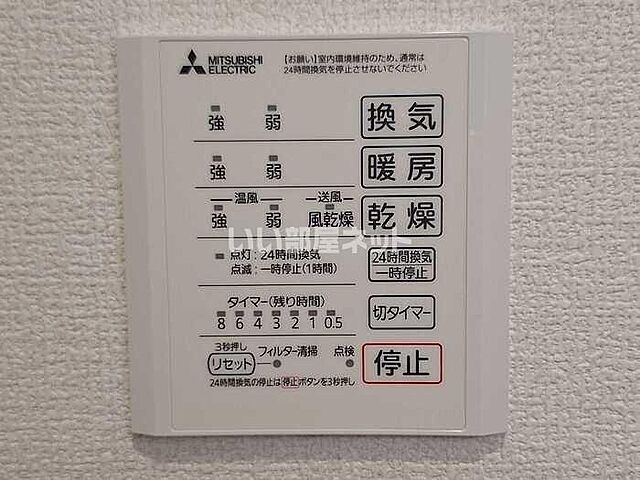 MITSUBISHI ELECTRIC
【お願い】室内環境維持のため、通常は
24時間換気を停止させないでください
強 弱 換気
強 弱 暖房
温風 送風
強 弱 風乾燥 乾燥
いい部屋ネット
点灯:24時間換気
点滅:一時停止(1時間)
24時間換気
一時停止
タイマー(残り時間)
8 6 4 3 2 1 0.5
切タイマー
3秒押し
リセット フィルター清掃 点検
停止
24時間換気の停止は停止ボタンを3秒押し